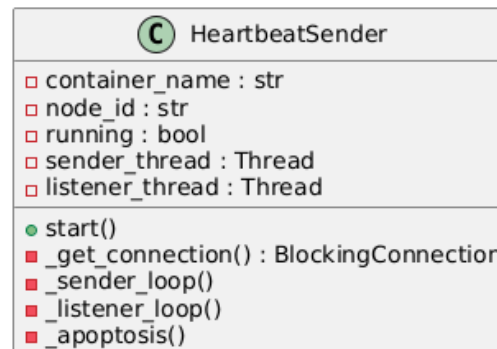 C HeartbeatSender
container_name : str
node_id : str
running : bool
sender_thread : Thread
listener_thread : Thread
start()
_get_connection() : BlockingConnection
_sender_loop()
_listener_loop()
_apoptosis()